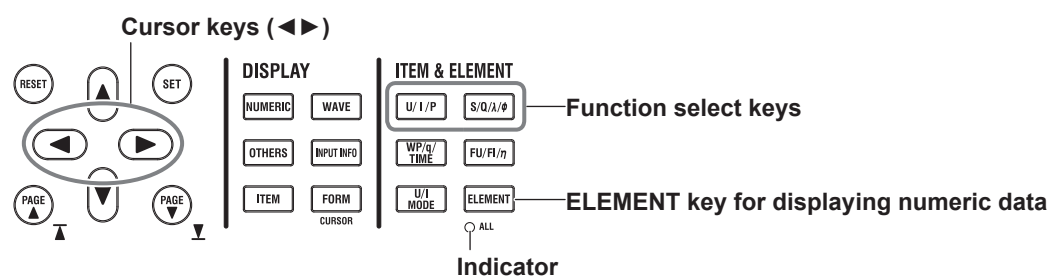 Cursor keys (◄►)
RESET
SET
PAGE
PAGE
DISPLAY
NUMERIC WAVE
OTHERS INPUT INFO
ITEM FORM
CURSOR
ITEM & ELEMENT
U/ I /P S/Q/λ/ø
Function select keys
WP/q/
TIME
FU/FI/η
U/I
MODE
ELEMENT
ELEMENT key for displaying numeric data
ALL
Indicator